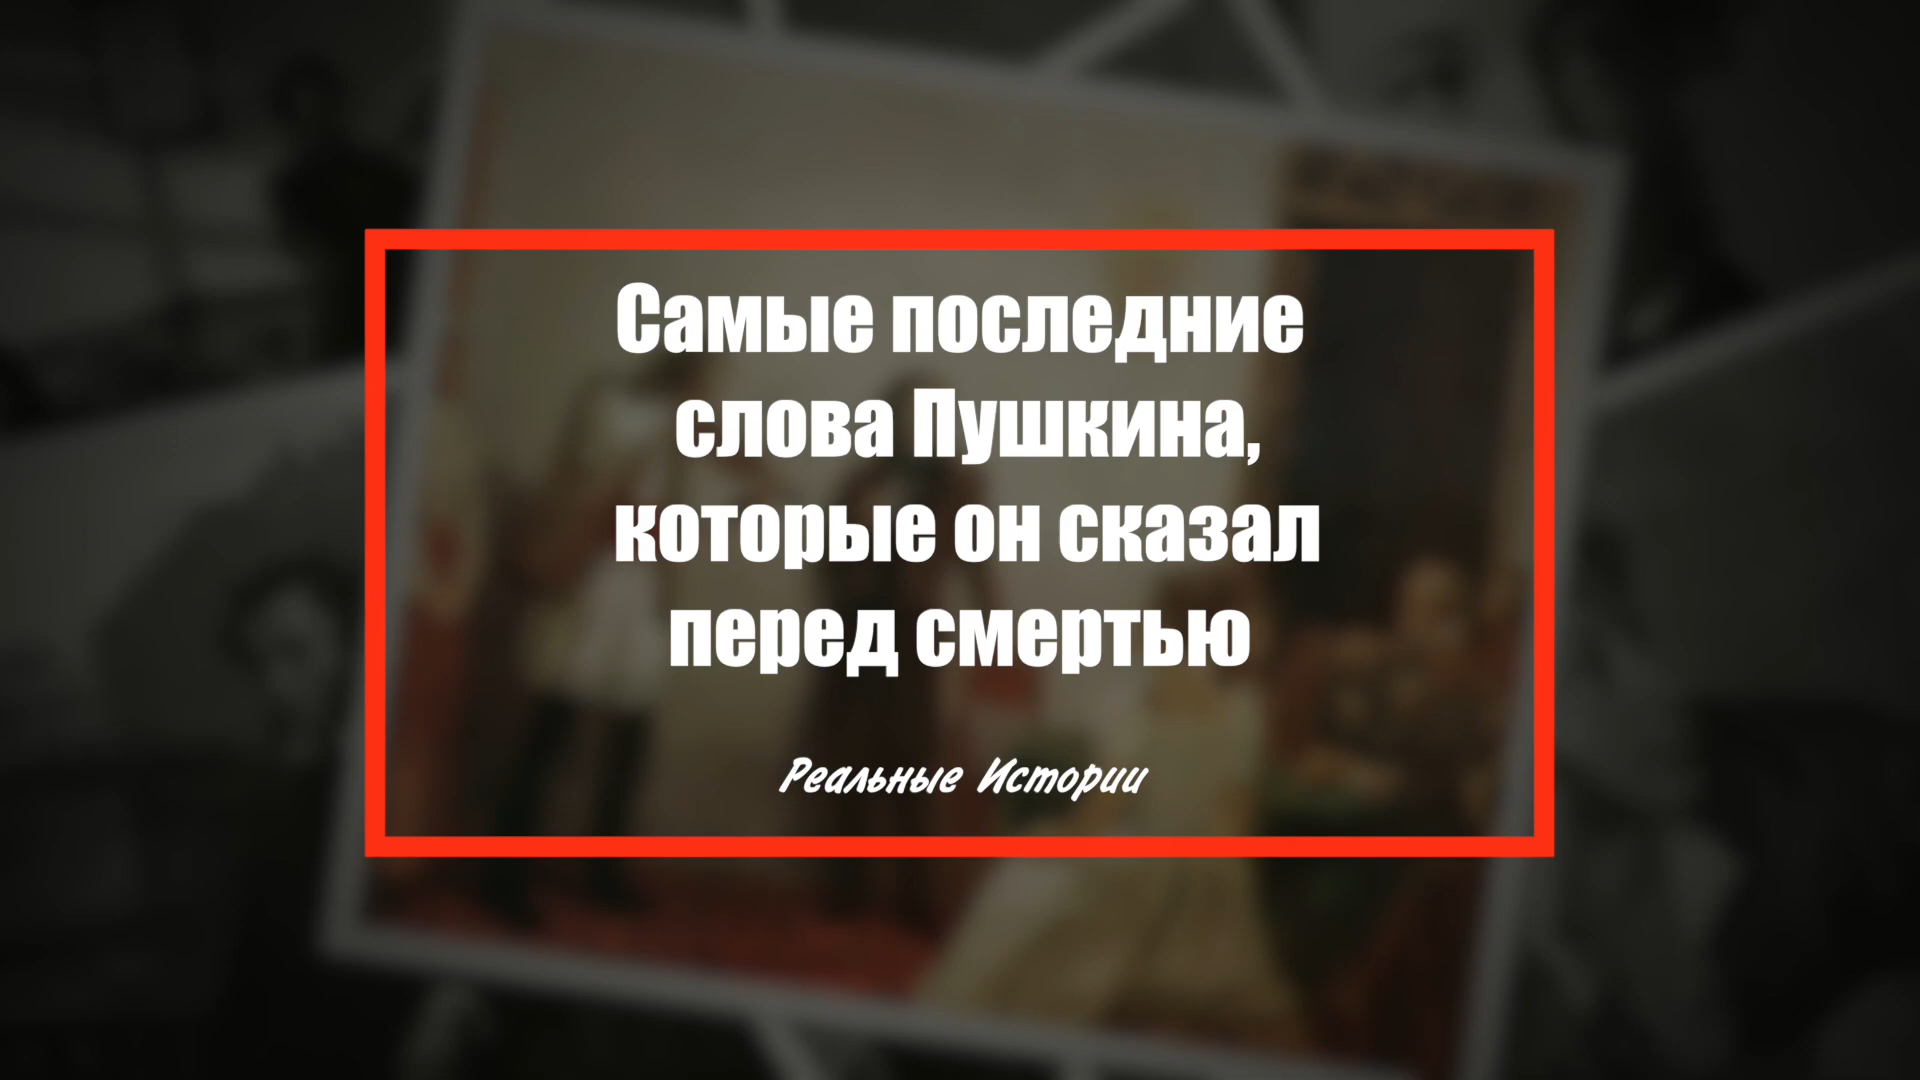 Самые последние
слова Пушкина,
которые он сказал
перед смертью
Реальные Истории